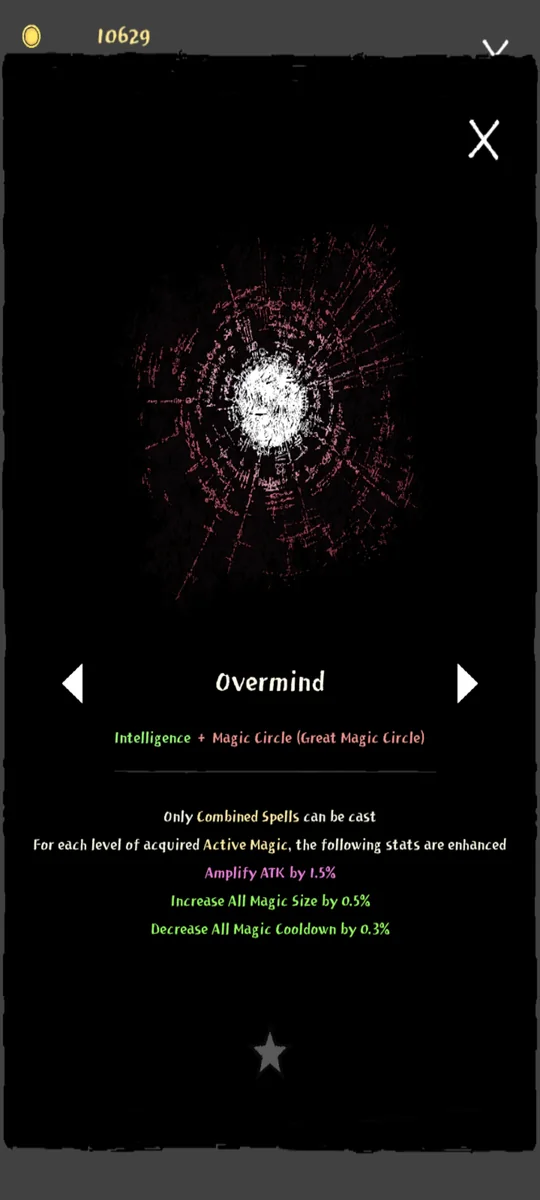 10629
X
Overmind
Intelligence + Magic Circle (Great Magic Circle)
Only Combined Spells can be cast
For each level of acquired Active Magic, the following stats are enhanced
Amplify ATK by 1.5%
Increase All Magic Size by 0.5%
Decrease All Magic Cooldown by 0.3%